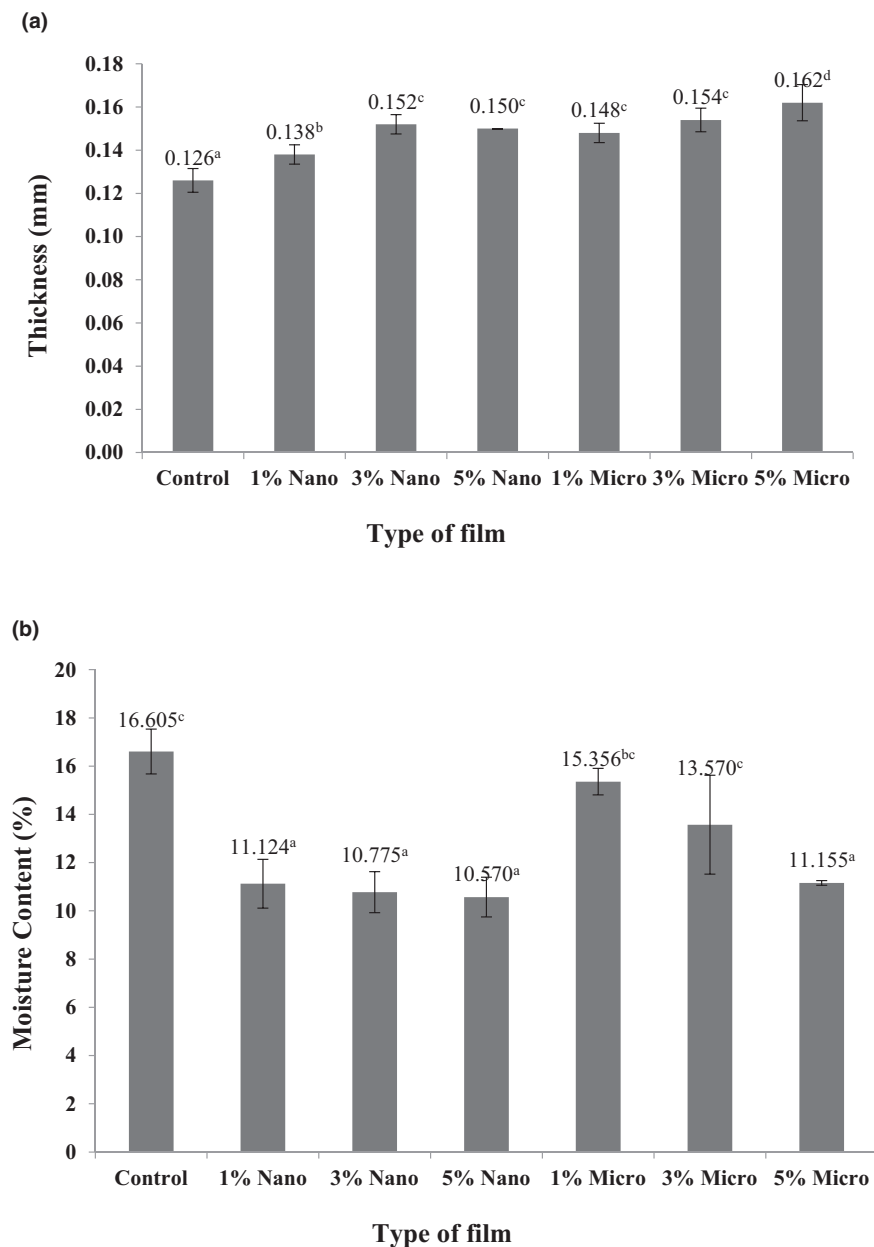 (a)
0.18
0.16
0.14
0.12
0.10
0.08
0.06
0.04
0.02
0.00
Thickness (mm)
0.126a
0.138b
0.152c
0.150c
0.148c
0.154c
0.162d
Control 1% Nano 3% Nano 5% Nano 1% Micro 3% Micro 5% Micro
Type of film
(b)
20
18
16
14
12
10
8
6
4
2
0
Moisture Content (%)
16.605c
11.124a
10.775a
10.570a
15.356bc
13.570c
11.155a
Control 1% Nano 3% Nano 5% Nano 1% Micro 3% Micro 5% Micro
Type of film